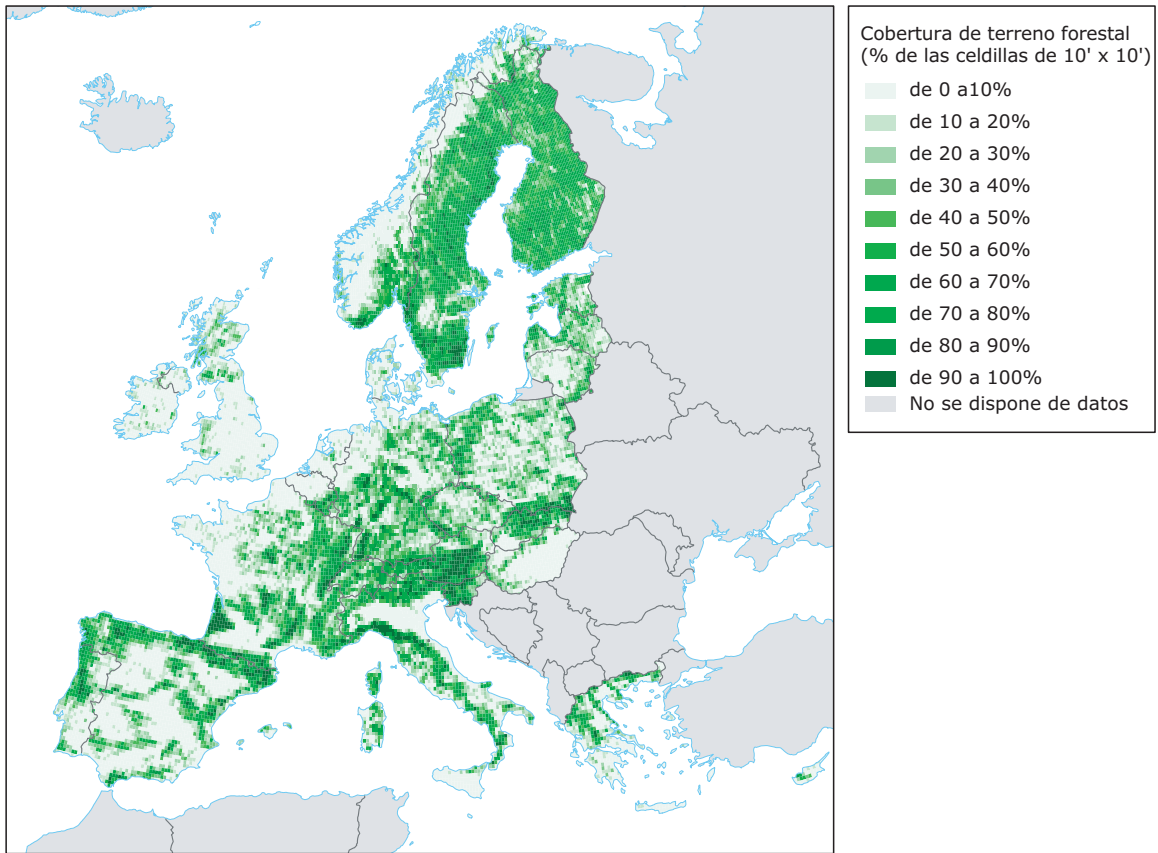 Cobertura de terreno forestal
(% de las celdillas de 10' x 10')
de 0 a10%
de 10 a 20%
de 20 a 30%
de 30 a 40%
de 40 a 50%
de 50 a 60%
de 60 a 70%
de 70 a 80%
de 80 a 90%
de 90 a 100%
No se dispone de datos